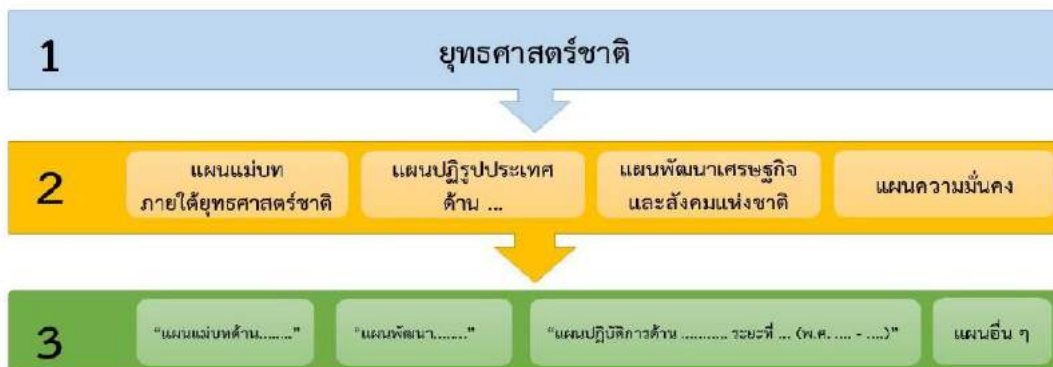 1
ยุทธศาสตร์ชาติ
2
แผนแม่บท
ภายใต้ยุทธศาสตร์ชาติ
แผนปฏิรูปประเทศ
ด้าน ...
แผนพัฒนาเศรษฐกิจ
และสังคมแห่งชาติ
แผนความมั่นคง
3
“แผนแม่บทด้าน........”
“แผนพัฒนา........”
“แผนปฏิบัติการด้าน ........... ระยะที่ ... (พ.ศ. .... - ....)”
แผนอื่น ๆ